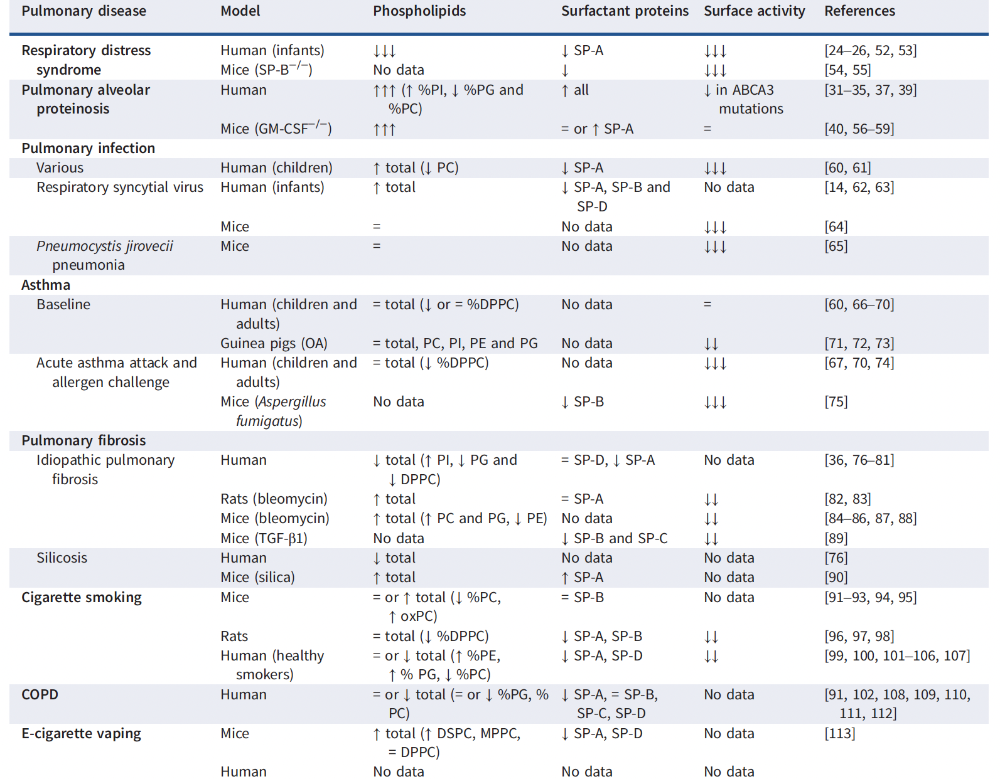 Pulmonary disease Model Phospholipids Surfactant proteins Surface activity References
Respiratory distress Human (infants) ↓↓↓ ↓ SP-A ↓↓↓ [24–26, 52, 53]
syndrome Mice (SP-B−/−) No data ↓ ↓↓↓ [54, 55]
Pulmonary alveolar Human ↑↑↑ (↑ %PI, ↓ %PG and ↑ all ↓ in ABCA3 [31–35, 37, 39]
proteinosis %PC) mutations
Mice (GM-CSF−/−) ↑↑↑ = or ↑ SP-A = [40, 56–59]
Pulmonary infection
Various Human (children) ↑ total (↓ PC) ↓ SP-A ↓↓↓ [60, 61]
Respiratory syncytial virus Human (infants) ↑ total ↓ SP-A, SP-B and No data [14, 62, 63]
SP-D
Mice = No data ↓↓↓ [64]
Pneumocystis jirovecii Mice = No data ↓↓↓ [65]
pneumonia
Asthma
Baseline Human (children and = total (↓ or = %DPPC) No data = [60, 66–70]
adults)
Guinea pigs (OA) = total, PC, PI, PE and PG No data ↓↓ [71, 72, 73]
Acute asthma attack and Human (children and = total (↓ %DPPC) No data ↓↓↓ [67, 70, 74]
allergen challenge adults)
Mice (Aspergillus No data ↓ SP-B ↓↓↓ [75]
fumigatus)
Pulmonary fibrosis
Idiopathic pulmonary Human ↓ total (↑ PI, ↓ PG and = SP-D, ↓ SP-A No data [36, 76–81]
fibrosis ↓ DPPC)
Rats (bleomycin) ↑ total = SP-A ↓↓ [82, 83]
Mice (bleomycin) ↑ total (↑ PC and PG, ↓ PE) No data ↓↓ [84–86, 87, 88]
Mice (TGF-β1) No data ↓ SP-B and SP-C ↓↓ [89]
Silicosis Human ↓ total No data No data [76]
Mice (silica) ↑ total ↑ SP-A No data [90]
Cigarette smoking Mice = or ↑ total (↓ %PC, = SP-B No data [91–93, 94, 95]
↑ oxPC)
Rats = total (↓ %DPPC) ↓ SP-A, SP-B ↓↓ [96, 97, 98]
Human (healthy = or ↓ total (↑ %PE, ↓ SP-A, SP-D ↓↓ [99, 100, 101–106, 107]
smokers) ↑ % PG, ↓ %PC)
COPD Human = or ↓ total (= or ↓ %PG, % ↓ SP-A, = SP-B, No data [91, 102, 108, 109, 110,
PC) SP-C, SP-D 111, 112]
E-cigarette vaping Mice ↑ total (↑ DSPC, MPPC, ↓ SP-A, SP-D No data [113]
= DPPC)
Human No data No data No data